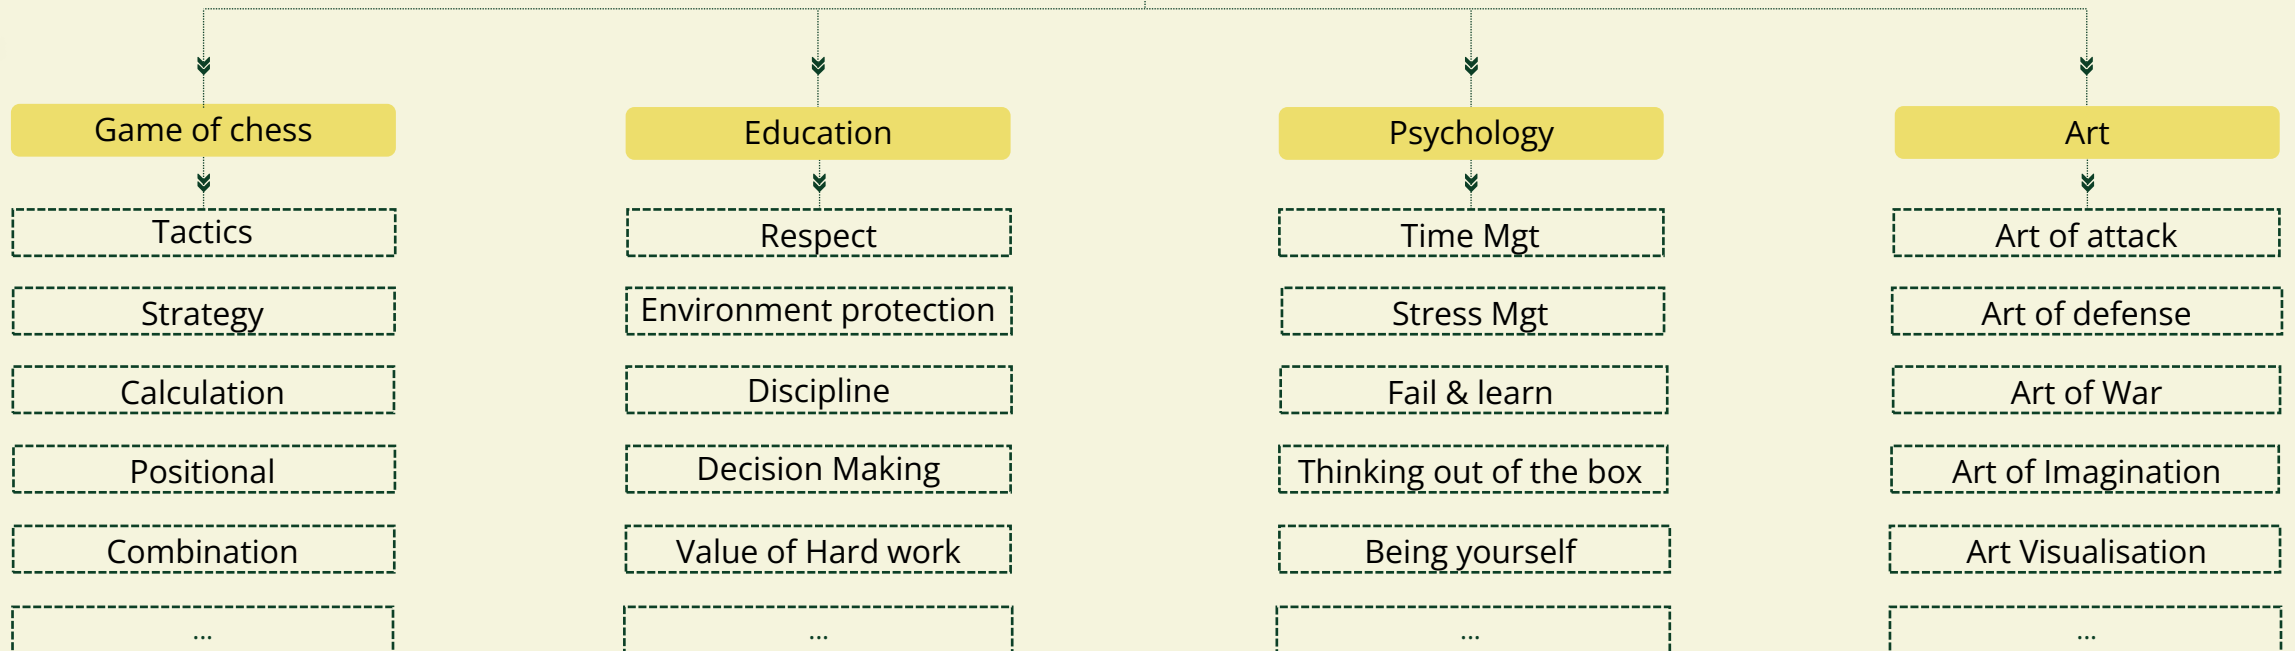 Game of chess
Education
Psychology
Art
Tactics
Respect
Time Mgt
Art of attack
Strategy
Environment protection
Stress Mgt
Art of defense
Calculation
Discipline
Fail & learn
Art of War
Positional
Decision Making
Thinking out of the box
Art of Imagination
Combination
Value of Hard work
Being yourself
Art Visualisation
...
...
...
...